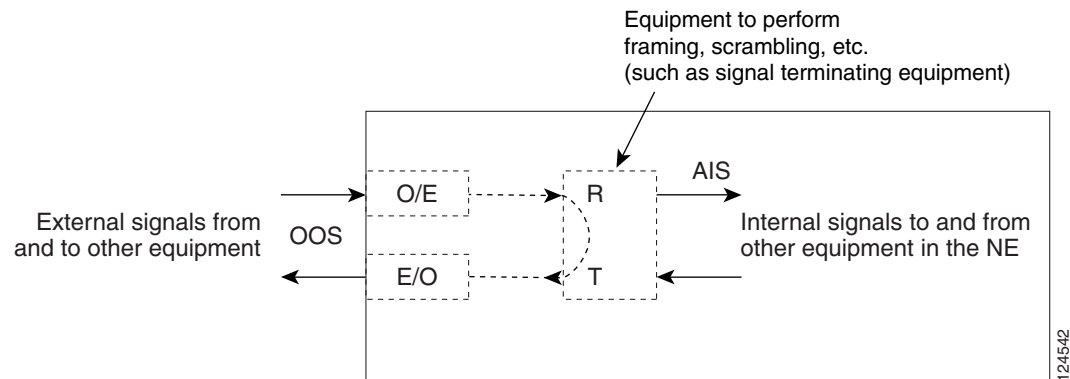 Equipment to perform
framing, scrambling, etc.
(such as signal terminating equipment)
AIS
O/E
R
External signals from
and to other equipment
OOS
Internal signals to and from
other equipment in the NE
E/O
T
124542